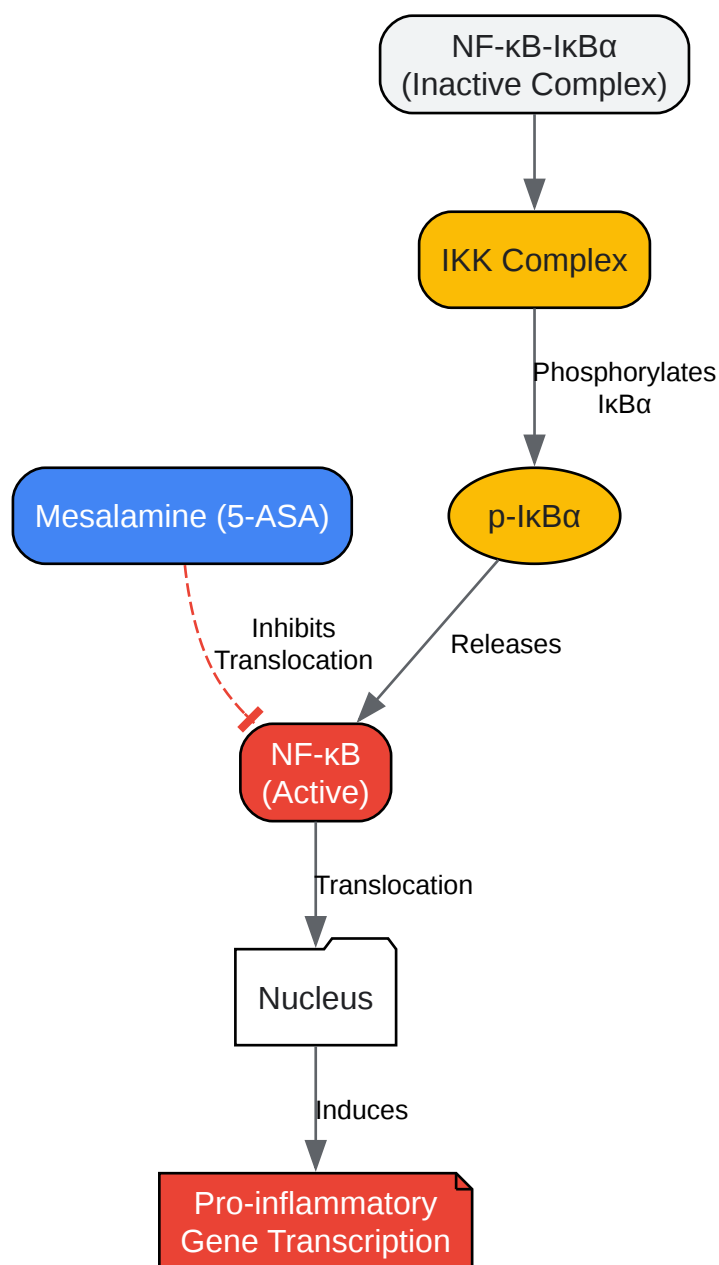 NF-κB-IκBα
(Inactive Complex)
IKK Complex
Phosphorylates
IκBα
Mesalamine (5-ASA)
p-IκBα
Inhibits
Translocation
Releases
NF-κB
(Active)
Translocation
Nucleus
Induces
Pro-inflammatory
Gene Transcription